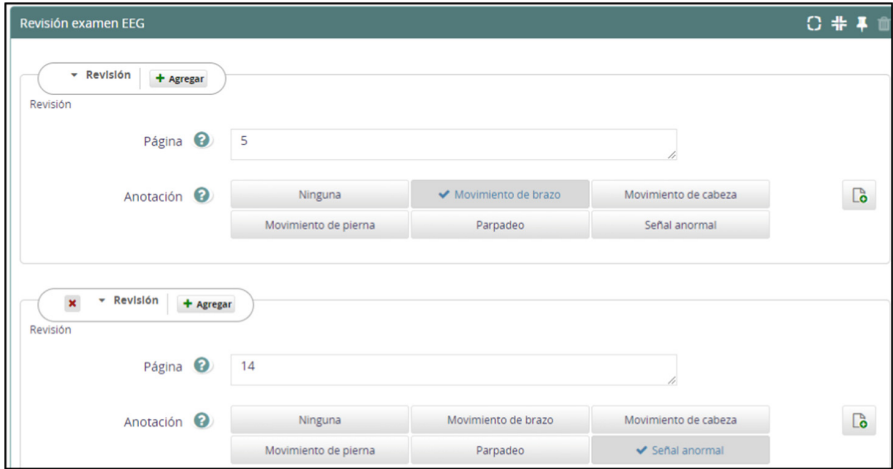 Revisión examen EEG
Revisión + Agregar
Revisión
Página ? 5
Anotación ? Ninguna Movimiento de brazo Movimiento de cabeza
Movimiento de pierna Parpadeo Señal anormal
Revisión + Agregar
Revisión
Página ? 14
Anotación ? Ninguna Movimiento de brazo Movimiento de cabeza
Movimiento de pierna Parpadeo Señal anormal